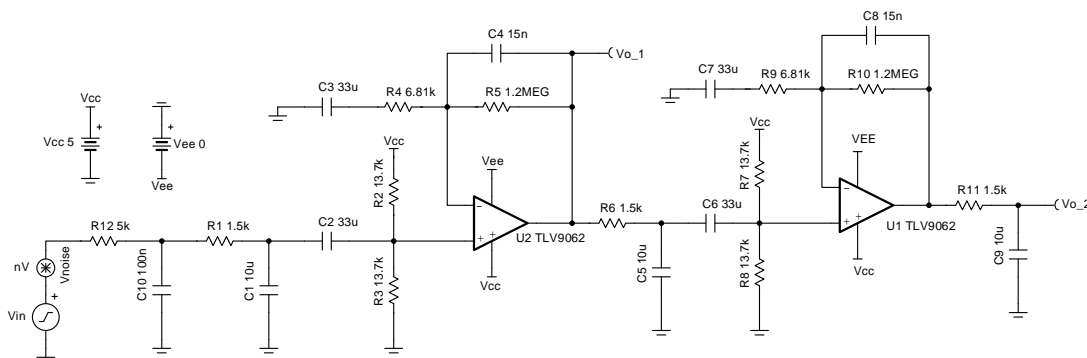 C8 15n
C4 15n
Vo_1
C7 33u
R9 6.81k
R10 1.2MEG
C3 33u
R4 6.81k
R5 1.2MEG
Vcc
Vcc 5
+
Vee 0
+
Vee
Vcc
R2 13.7k
Vee
Vcc
R7 13.7k
VEE
R12 5k
R1 1.5k
C2 33u
U2 TLV9062
R6 1.5k
C6 33u
U1 TLV9062
R11 1.5k
Vo_2
nV
Vnoise
C10 100n
C1 10u
R3 13.7k
Vcc
C5 10u
R8 13.7k
Vcc
C9 10u
Vin
+